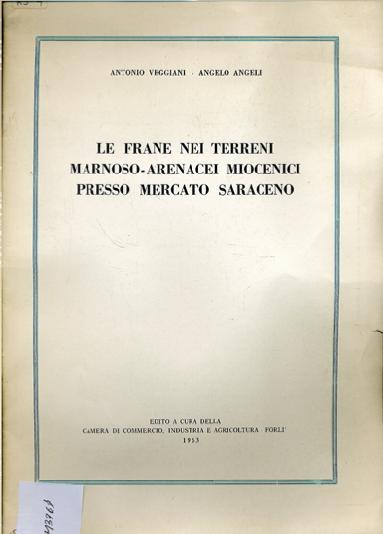 ANTONIO VEGGIANI - ANGELO ANGELI
LE FRANE NEI TERRENI
MARNOSO-ARENACEI MIOCENICI
PRESSO MERCATO SARACENO
EDITO A CURA DELLA
CAMERA DI COMMERCIO, INDUSTRIA E AGRICOLTURA FORLI'
1953